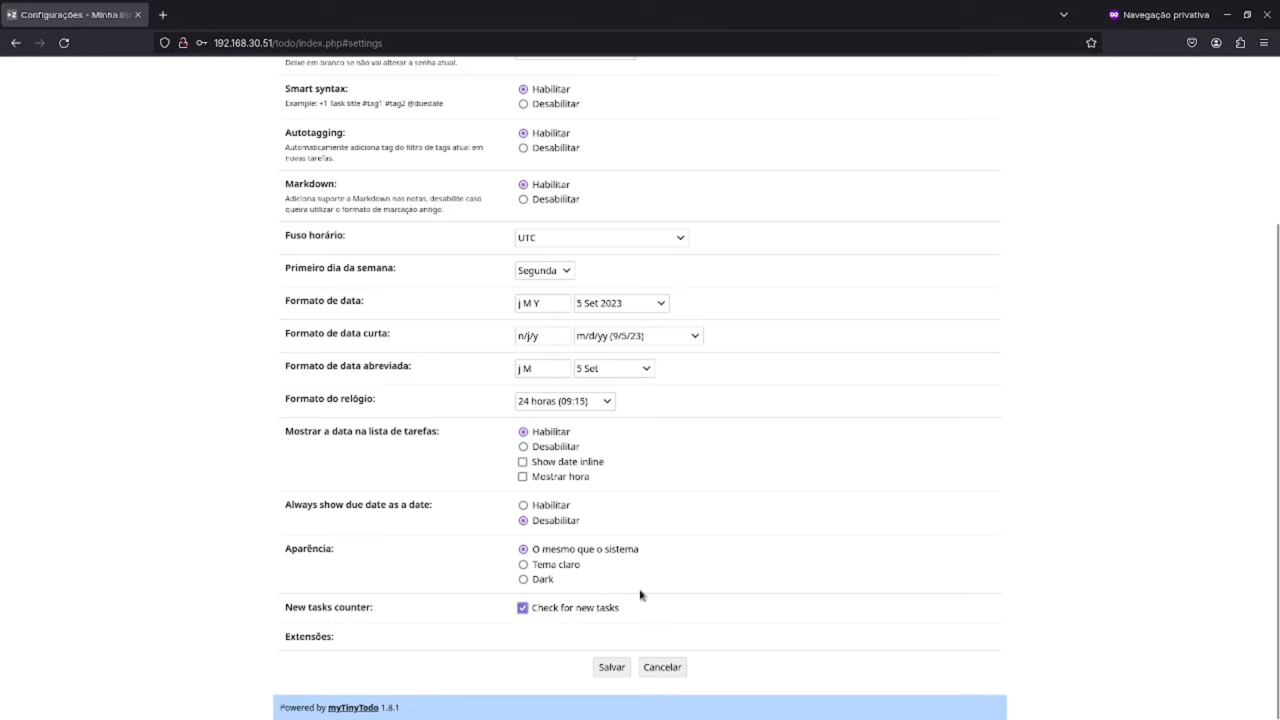 Configurações - Minha lis
Navegação privativa
192.168.30.51/todo/index.php#settings
Deixe em branco se não vai alterar a senha atual.
Smart syntax:
Habilitar
Example: +1 Task title #tag1 #tag2 @duedate
Desabilitar
Autotagging:
Habilitar
Automaticamente adiciona tag do filtro de tags atual em
novas tarefas.
Desabilitar
Markdown:
Habilitar
Adiciona suporte a Markdown nas notas, desabilite caso
queira utilizar o formato de marcação antigo.
Desabilitar
Fuso horário:
UTC
Primeiro dia da semana:
Segunda
Formato de data:
j M Y
5 Set 2023
Formato de data curta:
n/j/y
m/d/yy (9/5/23)
Formato de data abreviada:
j M
5 Set
Formato do relógio:
24 horas (09:15)
Mostrar a data na lista de tarefas:
Habilitar
Desabilitar
Show date inline
Mostrar hora
Always show due date as a date:
Habilitar
Desabilitar
Aparência:
O mesmo que o sistema
Tema claro
Dark
New tasks counter:
Check for new tasks
Extensões:
Salvar
Cancelar
Powered by myTinyTodo 1.8.1